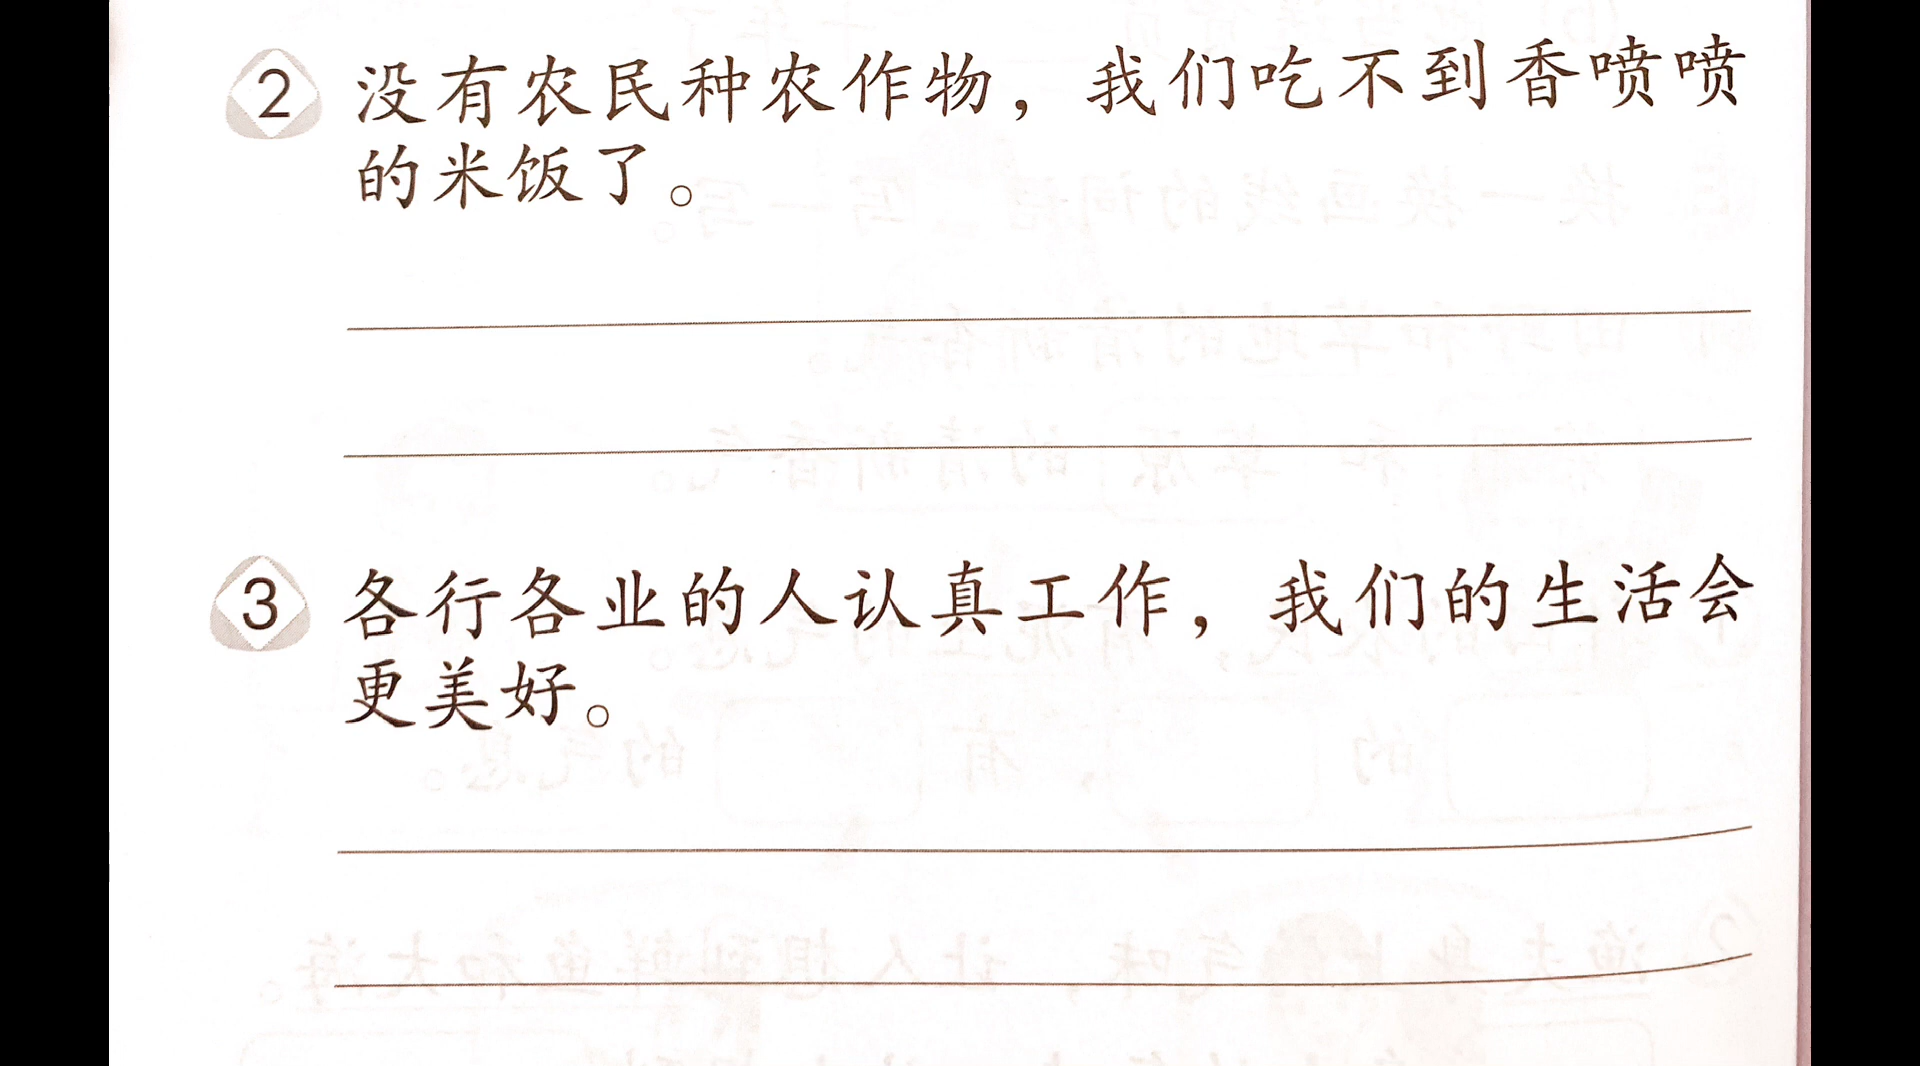 2 没有农民种农作物，我们吃不到香喷喷
的米饭了。
3 各行各业的人认真工作，我们的生活会
更美好。